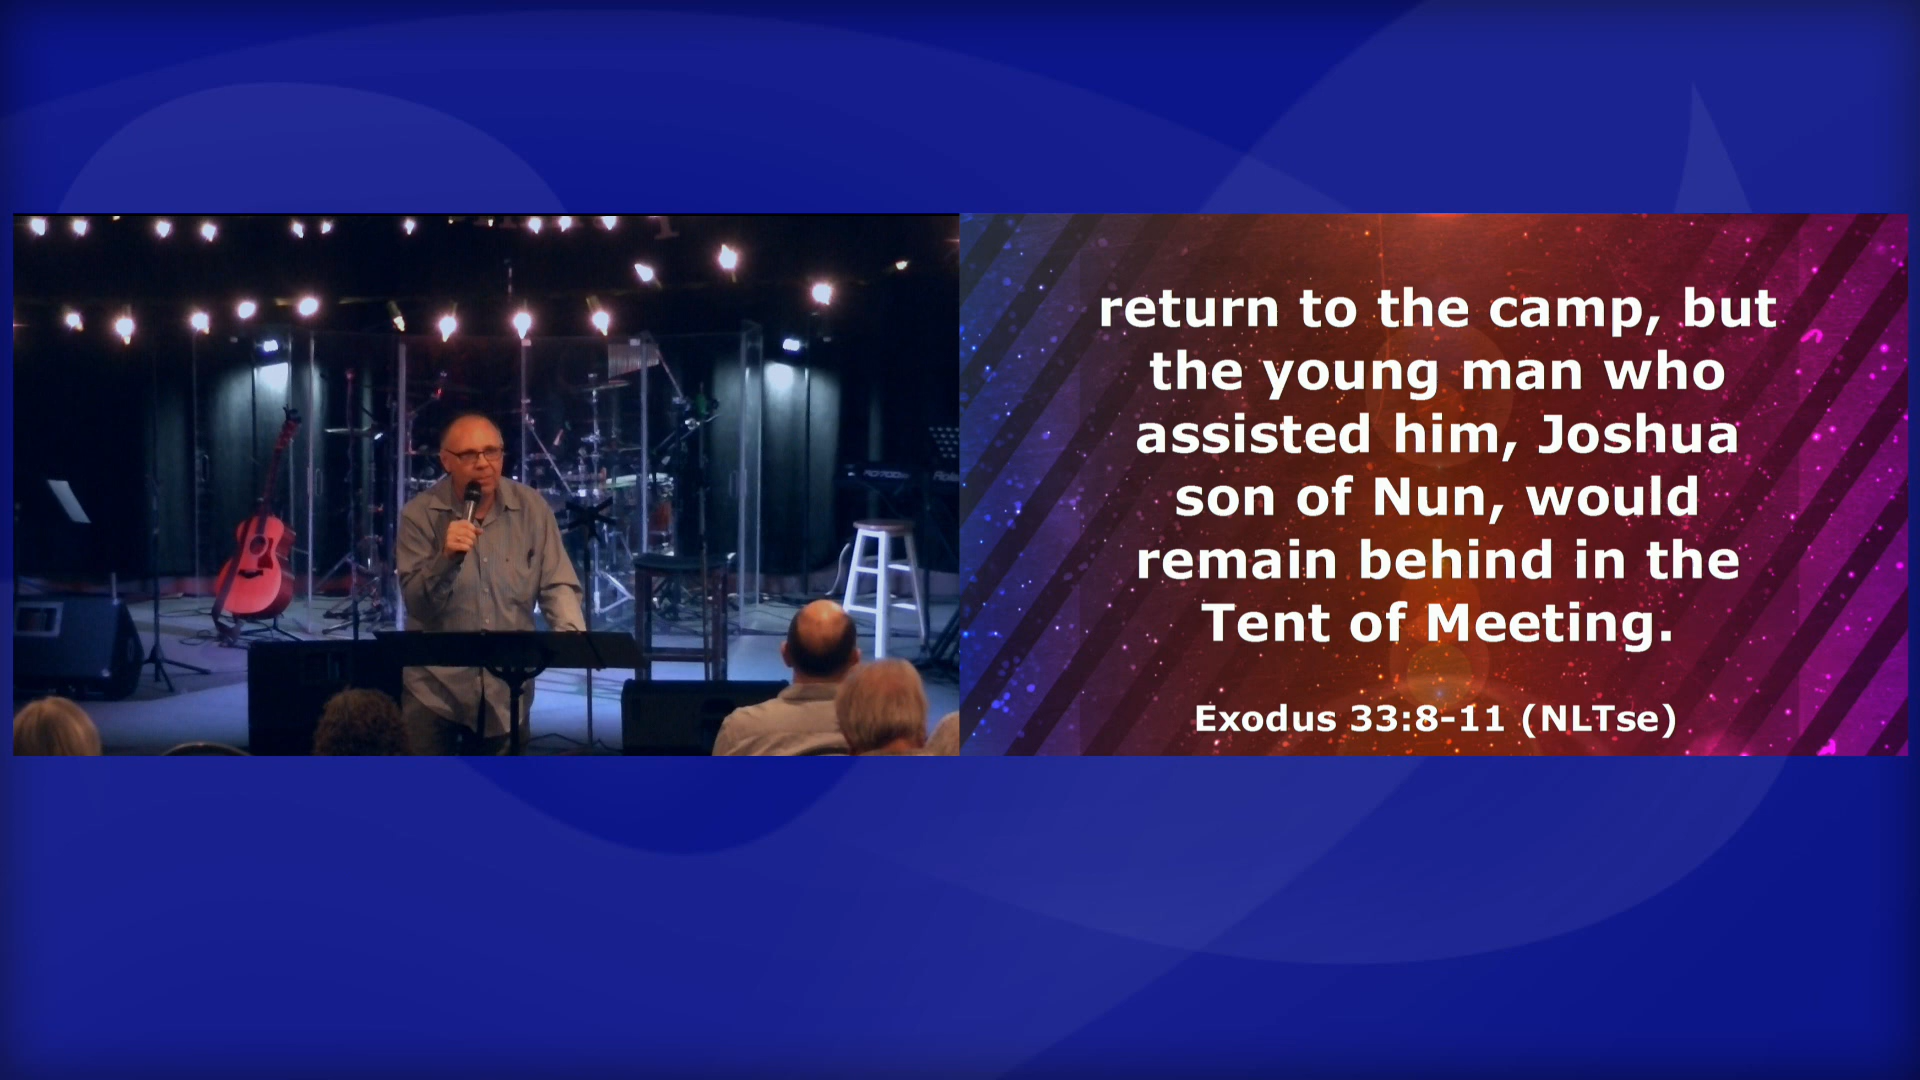 return to the camp, but
the young man who
assisted him, Joshua
son of Nun, would
remain behind in the
Tent of Meeting.
Exodus 33:8-11 (NLTse)